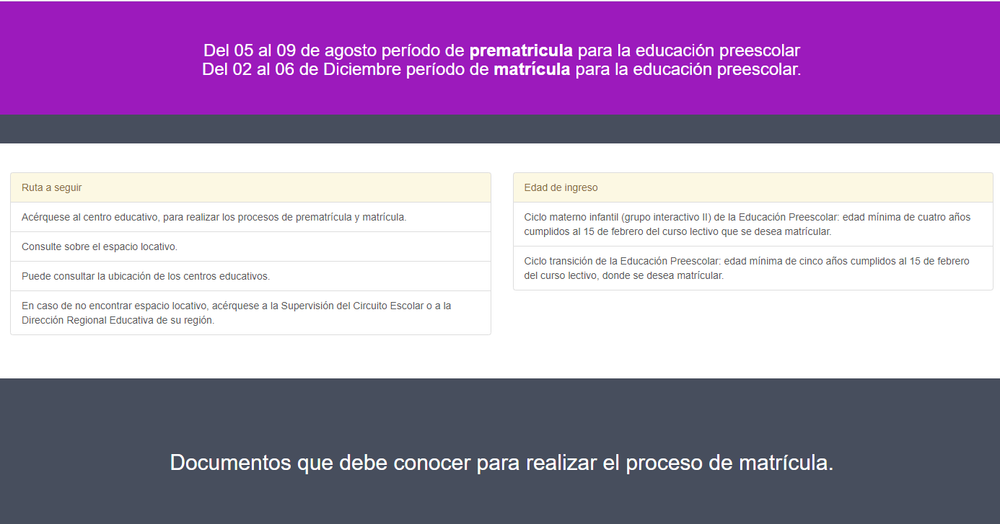 Del 05 al 09 de agosto período de prematricula para la educación preescolar
Del 02 al 06 de Diciembre período de matrícula para la educación preescolar.
Ruta a seguir
Acérquese al centro educativo, para realizar los procesos de prematrícula y matrícula.
Consulte sobre el espacio locativo.
Puede consultar la ubicación de los centros educativos.
En caso de no encontrar espacio locativo, acérquese a la Supervisión del Circuito Escolar o a la
Dirección Regional Educativa de su región.
Edad de ingreso
Ciclo materno infantil (grupo interactivo II) de la Educación Preescolar: edad mínima de cuatro años
cumplidos al 15 de febrero del curso lectivo que se desea matrícular.
Ciclo transición de la Educación Preescolar: edad mínima de cinco años cumplidos al 15 de febrero
del curso lectivo, donde se desea matrícular.
Documentos que debe conocer para realizar el proceso de matrícula.